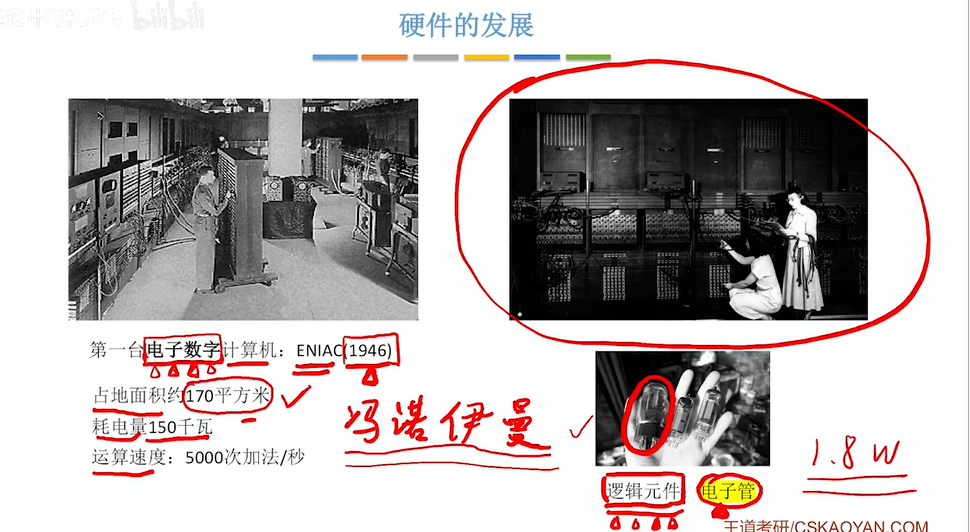 硬件的发展
第一台电子数字计算机：ENIAC(1946)
占地面积约170平方米
耗电量150千瓦
运算速度：5000次加法/秒
冯诺伊曼
逻辑元件
电子管
1.8W
王道考研/CSKAOYAN.COM